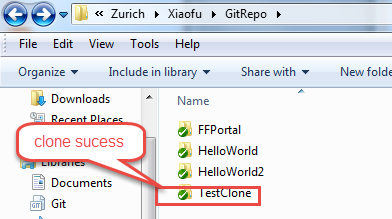 « Zurich ▸ Xiaofu ▸ GitRepo ▸
File Edit View Tools Help
Organize Include in library Share with New folde
Downloads
Recent Places
Libraries
Documents
Git
Name
FFPortal
HelloWorld
HelloWorld2
TestClone
clone sucess